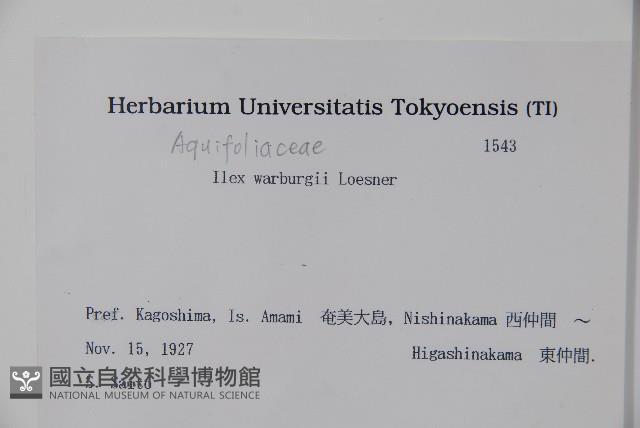 Herbarium Universitatis Tokyoensis (TI)
Aquifoliaceae 1543
Ilex warburgii Loesner
Pref. Kagoshima, Is. Amami 奄美大島, Nishinakama 西仲間 ～
Nov. 15, 1927 Higashinakama 東仲間.
S. Saito
國立自然科學博物館
NATIONAL MUSEUM OF NATURAL SCIENCE